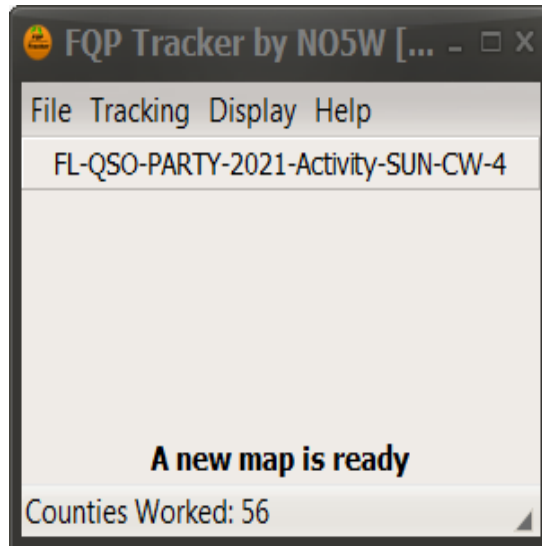 FQP Tracker by NO5W [...
File Tracking Display Help
FL-QSO-PARTY-2021-Activity-SUN-CW-4
A new map is ready
Counties Worked: 56